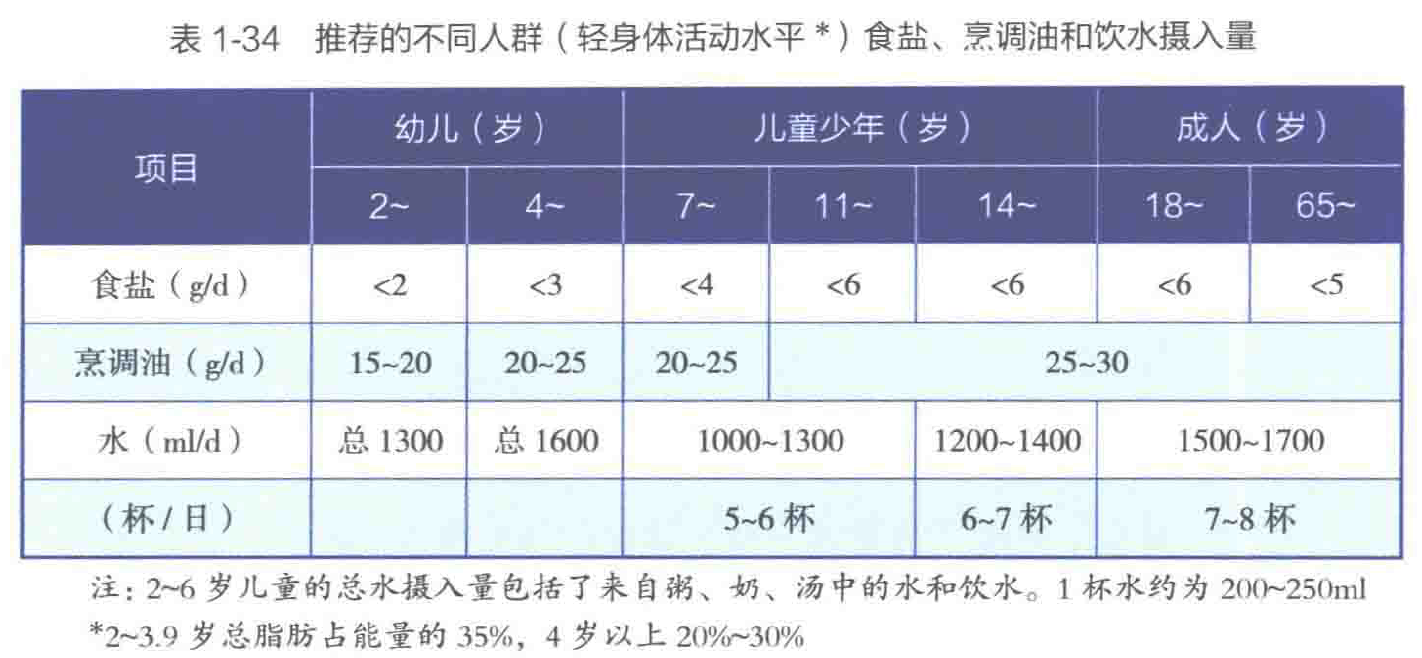 表 1-34 推荐的不同人群（轻身体活动水平 *）食盐、烹调油和饮水摄入量
项目 幼儿（岁） 儿童少年（岁） 成人（岁）
2~ 4~ 7~ 11~ 14~ 18~ 65~
食盐（g/d） <2 <3 <4 <6 <6 <6 <5
烹调油（g/d） 15~20 20~25 20~25 25~30
水（ml/d） 总 1300 总 1600 1000~1300 1200~1400 1500~1700
（杯 / 日） 5~6 杯 6~7 杯 7~8 杯
注：2~6 岁儿童的总水摄入量包括了来自粥、奶、汤中的水和饮水。1 杯水约为 200~250ml
*2~3.9 岁总脂肪占能量的 35%，4 岁以上 20%~30%